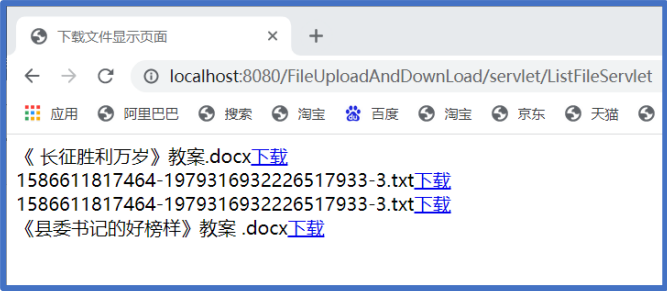 下载文件显示页面
localhost:8080/FileUploadAndDownLoad/servlet/ListFileServlet
应用 阿里巴巴 搜索 淘宝 百度 淘宝 京东 天猫
《 长征胜利万岁》教案.docx下载
1586611817464-1979316932226517933-3.txt下载
1586611817464-1979316932226517933-3.txt下载
《县委书记的好榜样》教案 .docx下载